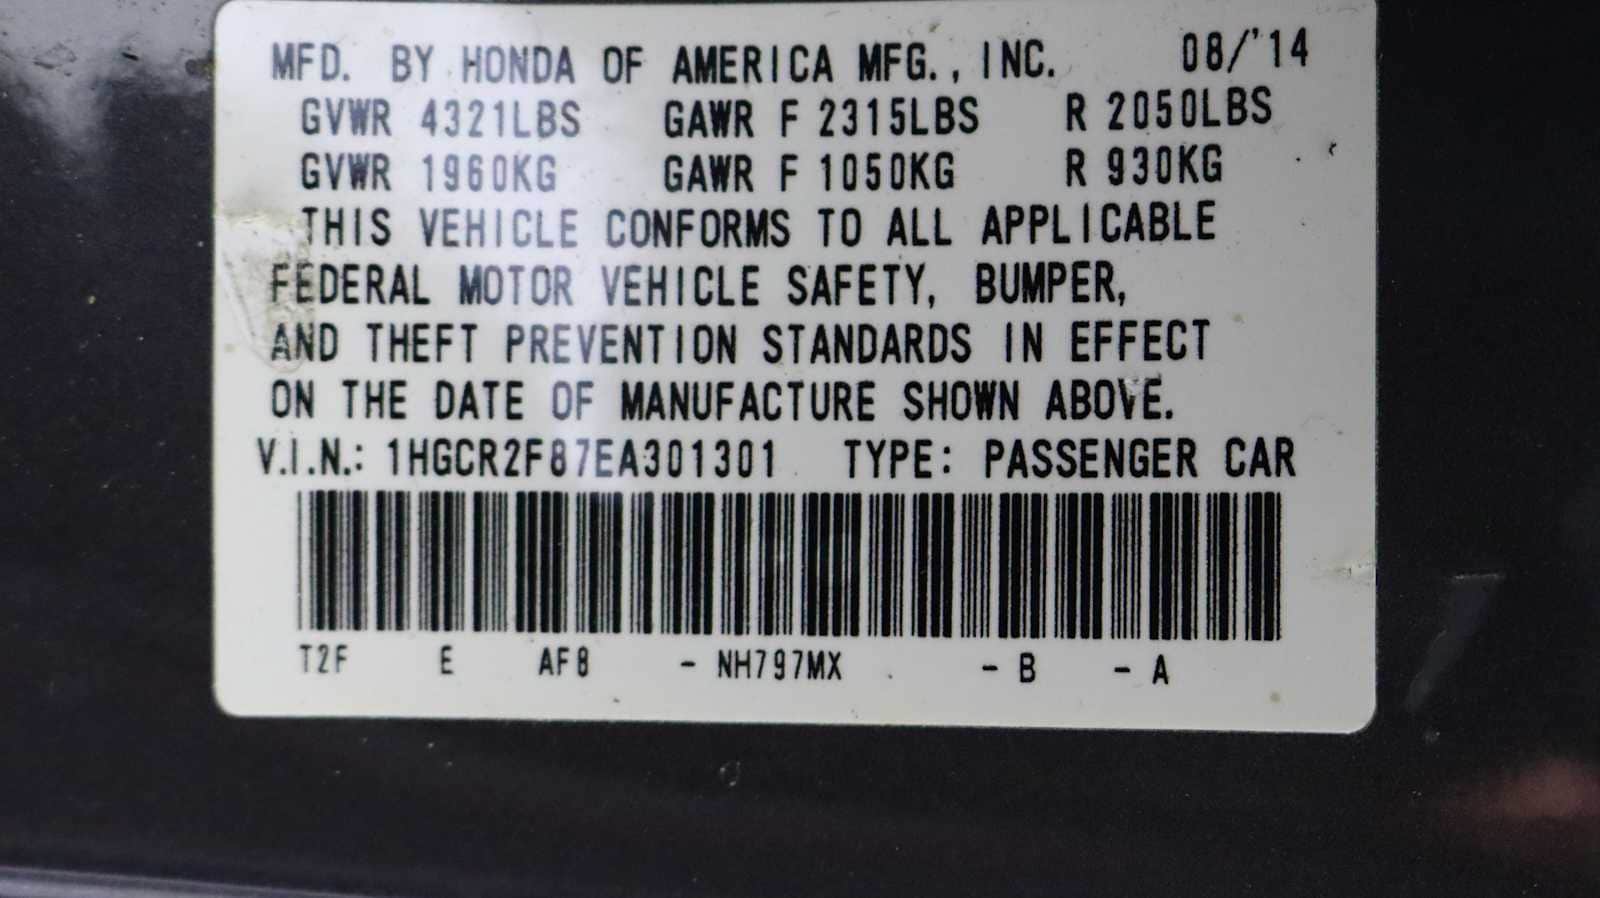 MFD. BY HONDA OF AMERICA MFG., INC. 08/'14
GVWR 4321LBS GAWR F 2315LBS R 2050LBS
GVWR 1960KG GAWR F 1050KG R 930KG
THIS VEHICLE CONFORMS TO ALL APPLICABLE
FEDERAL MOTOR VEHICLE SAFETY, BUMPER,
AND THEFT PREVENTION STANDARDS IN EFFECT
ON THE DATE OF MANUFACTURE SHOWN ABOVE.
V.I.N.: 1HGCR2F87EA301301 TYPE: PASSENGER CAR
T2F E AF8 - NH797MX - B - A